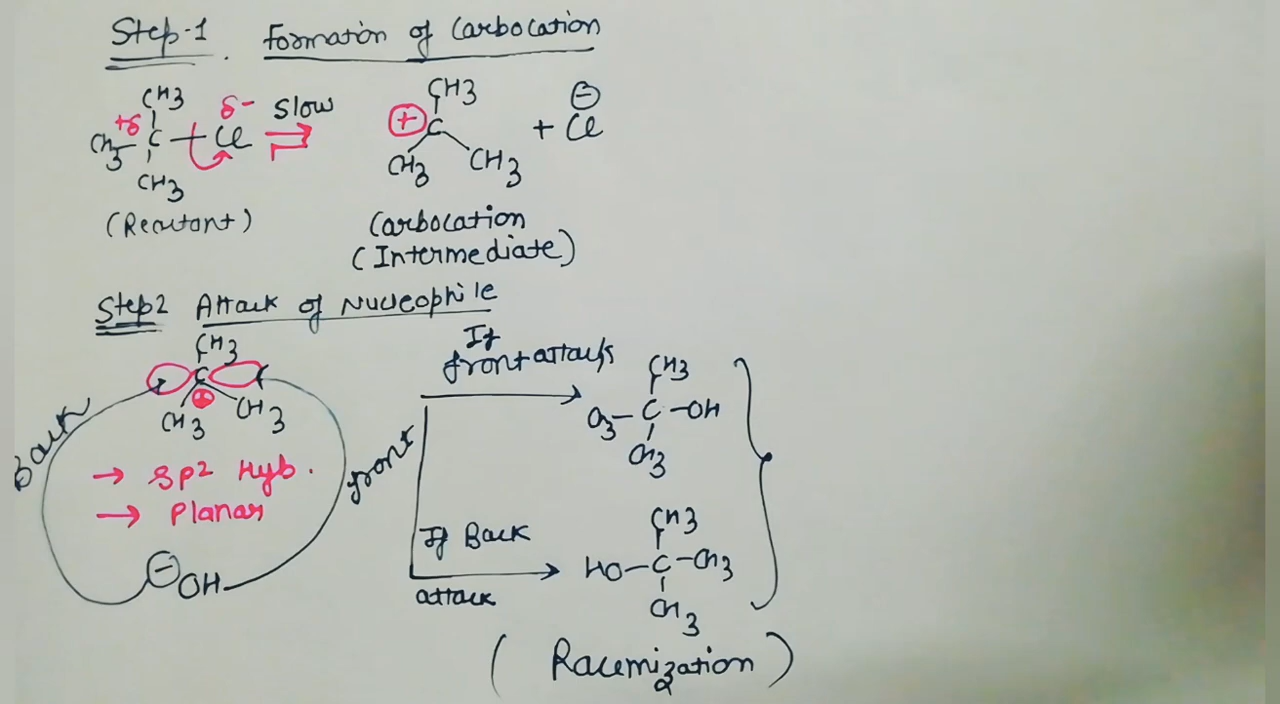 Step-1. Formation of Carbocation
CH3
+δ δ- Slow
CH3-C-Cl
CH3
(Reactant)
CH3
+ C + Cl ⊖
CH3 CH3
Carbocation
(Intermediate)
Step2 Attack of Nucleophile
CH3
C
⊕
CH3 CH3
Back
front
→ SP2 Hyb.
→ Planar
⊖OH
If
front attacks
CH3
C-OH
CH3
If Back
attack
CH3
HO-C-CH3
CH3
(Racemization)